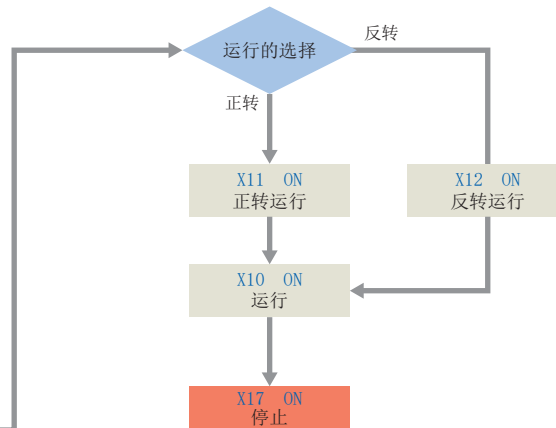 运行的选择
反转
正转
X11 ON
正转运行
X12 ON
反转运行
X10 ON
运行
X17 ON
停止